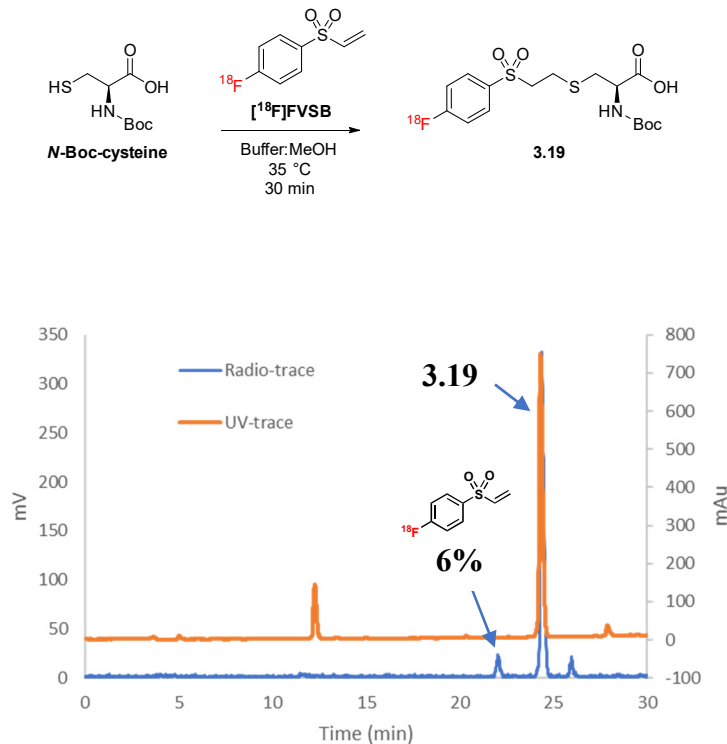 O O
S
18F
[18F]FVSB
HS
O
OH
HN
Boc
N-Boc-cysteine
Buffer:MeOH
35 °C
30 min
O O
S
S
O
OH
HN
Boc
18F
3.19
350
300
250
200
150
100
50
0
mV
Radio-trace
UV-trace
3.19
O O
S
18F
6%
800
700
600
500
400
300
200
100
0
-100
mAu
0
5
10
15
20
25
30
Time (min)